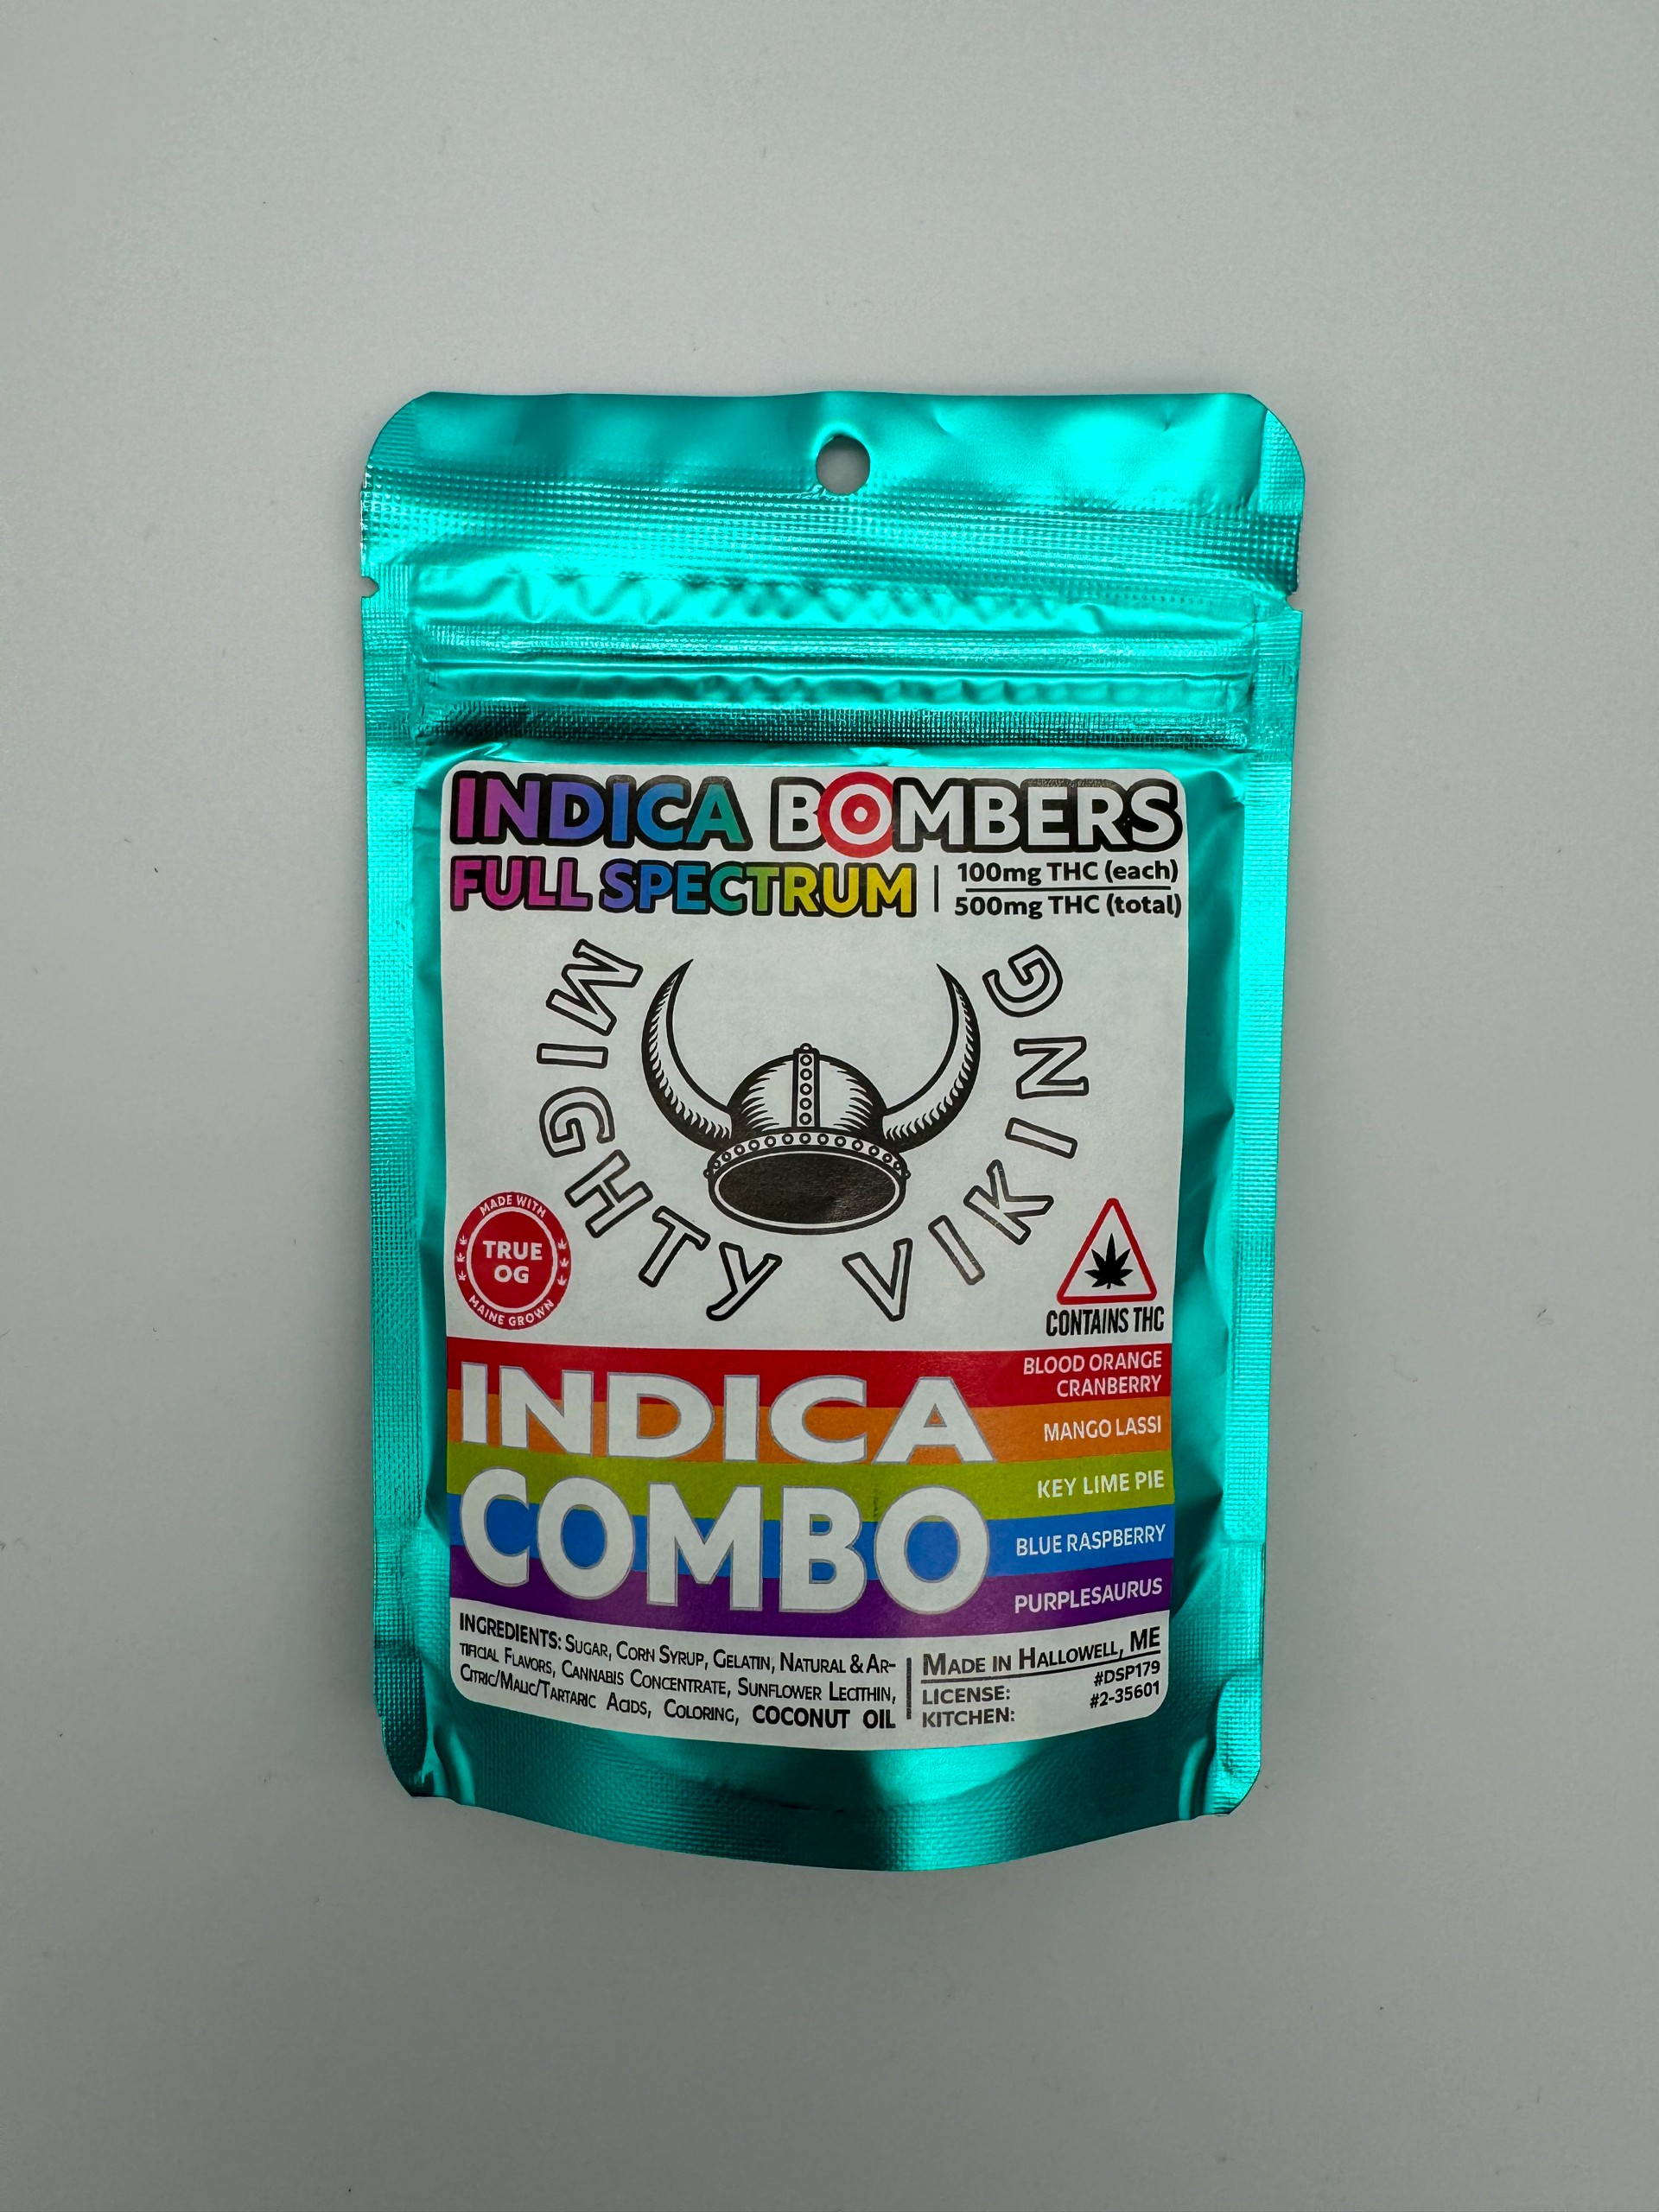 INDICA BOMBERS
FULL SPECTRUM
100mg THC (each)
500mg THC (total)
MIGHTY VIKING
MADE WITH
TRUE
OG
MAINE GROWN
CONTAINS THC
INDICA
COMBO
BLOOD ORANGE
CRANBERRY
MANGO LASSI
KEY LIME PIE
BLUE RASPBERRY
PURPLESAURUS
INGREDIENTS: SUGAR, CORN SYRUP, GELATIN, NATURAL & AR-
TIFICIAL FLAVORS, CANNABIS CONCENTRATE, SUNFLOWER LECITHIN,
CITRIC/MALIC/TARTARIC ACIDS, COLORING, COCONUT OIL
MADE IN HALLOWELL, ME
LICENSE: #DSP179
KITCHEN: #2-35601